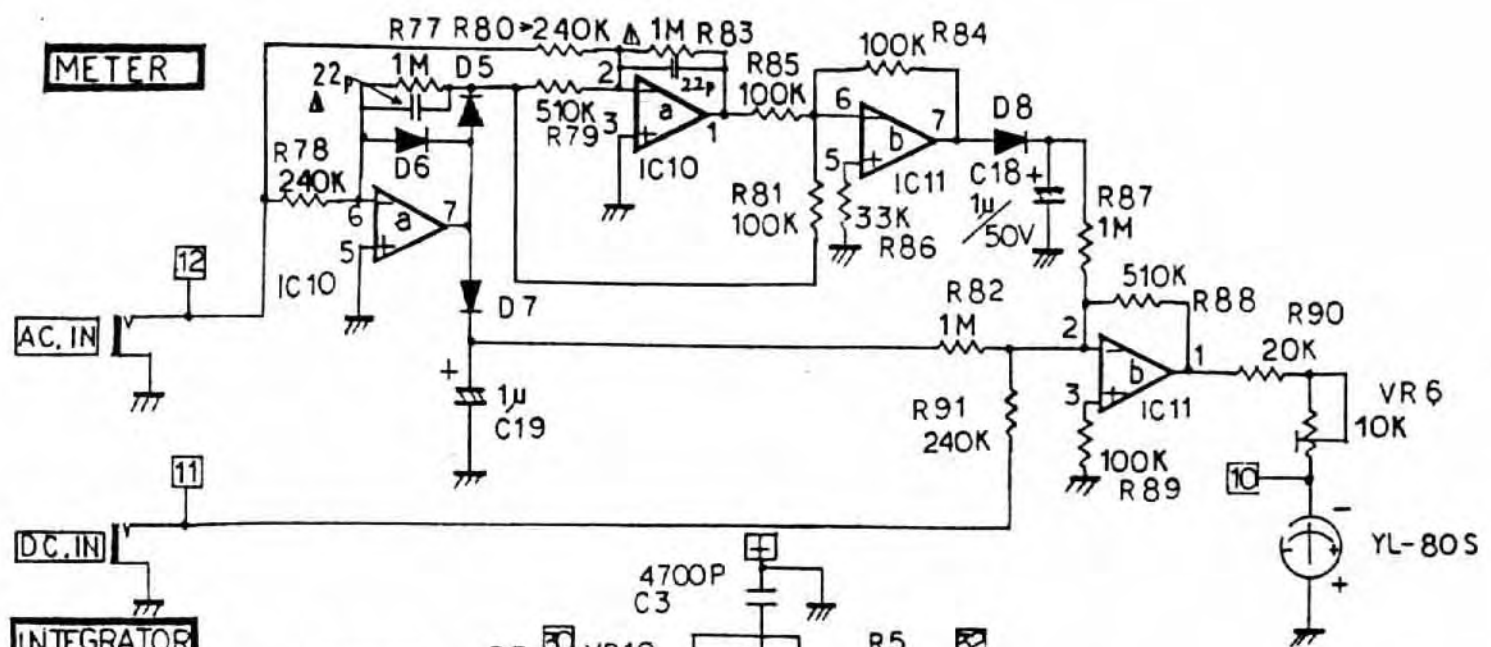 METER
R77 R80 240K 1M R83
22p 1M D5
100K R84
2 22p R85
510K 100K
R79 3 a 1
IC10
6 7 D8
b
5 IC11 C18 +
R78
240K
D6
6 a 7
5
IC10
R81
100K
33K
R86
1μ/50V
R87
1M
12
AC. IN
D7
R82
1M
510K
R88
R90
20K
2 b 1
3 IC11
VR6
10K
+
1μ
C19
R91
240K
100K
R89
10
-
YL-80S
+
11
DC. IN
+
4700P
C3
INTEGRATOR
R5